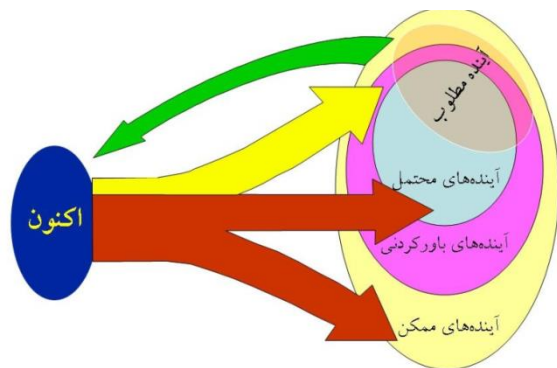 آینده مطلوب
آینده‌های محتمل
اکنون
آینده‌های باورکردنی
آینده‌های ممکن